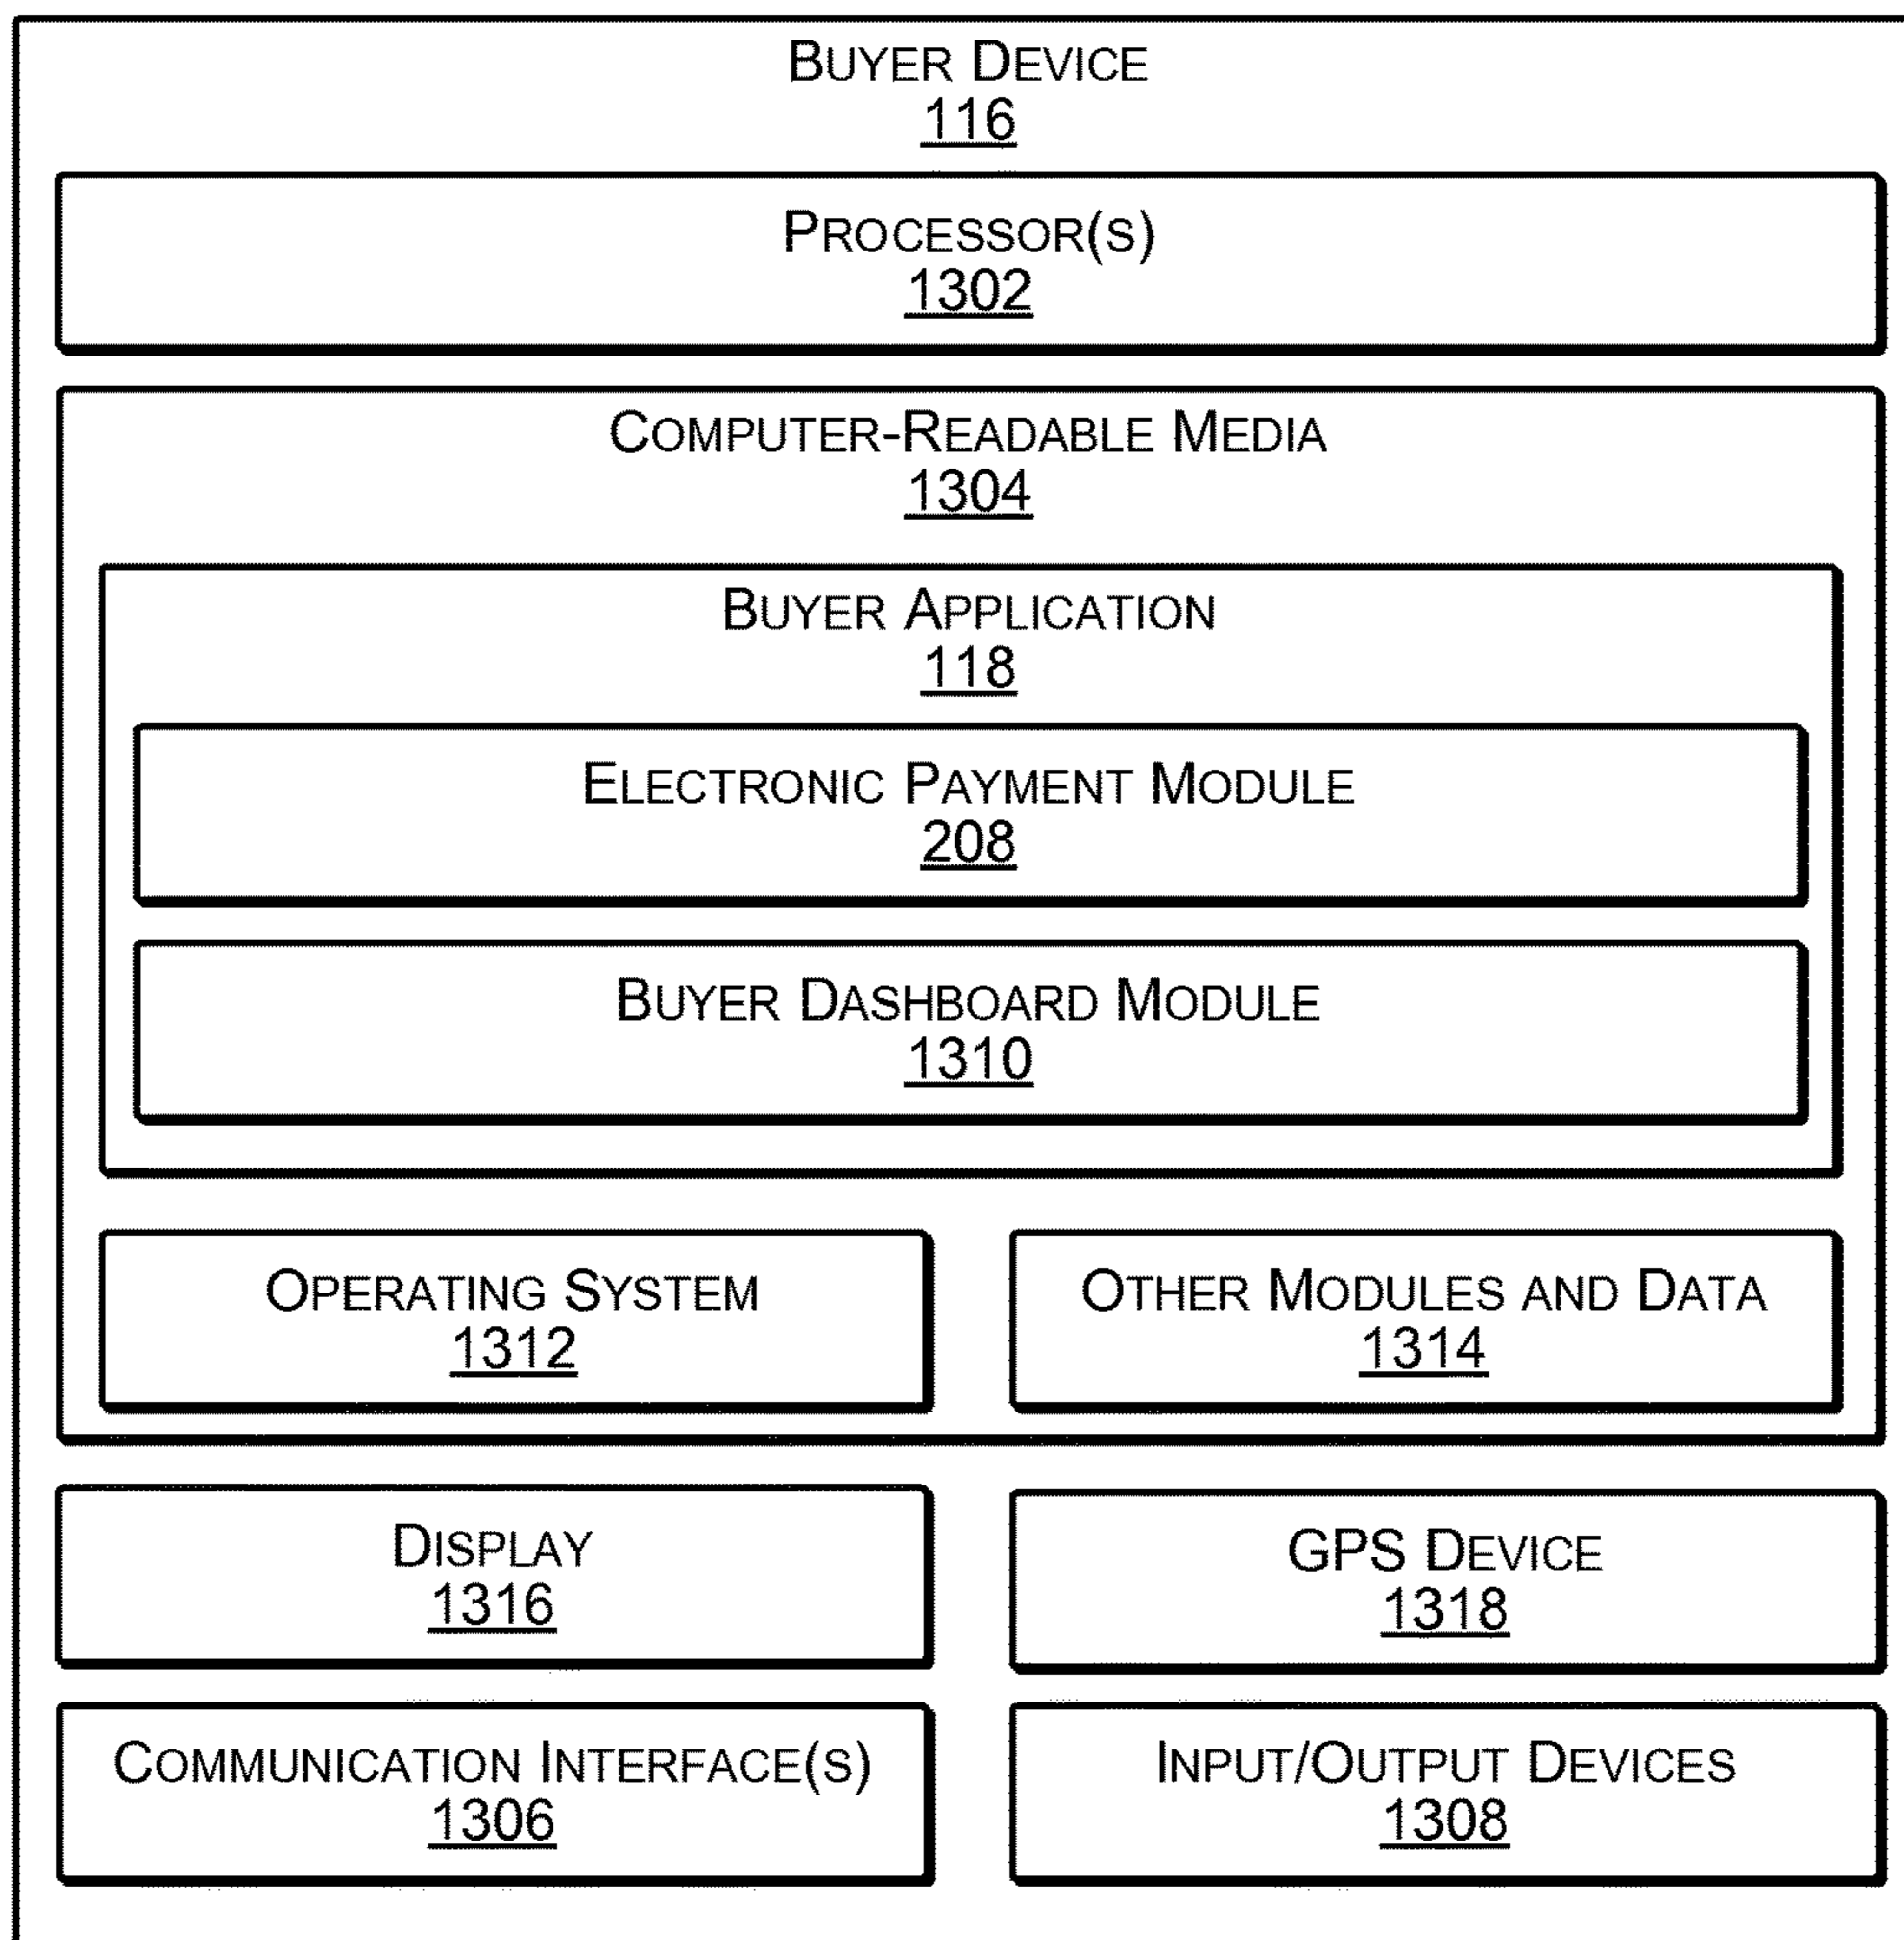 BUYER DEVICE
116
PROCESSOR(S)
1302
COMPUTER-READABLE MEDIA
1304
BUYER APPLICATION
118
ELECTRONIC PAYMENT MODULE
208
BUYER DASHBOARD MODULE
1310
OPERATING SYSTEM
1312
OTHER MODULES AND DATA
1314
DISPLAY
1316
GPS DEVICE
1318
COMMUNICATION INTERFACE(S)
1306
INPUT/OUTPUT DEVICES
1308